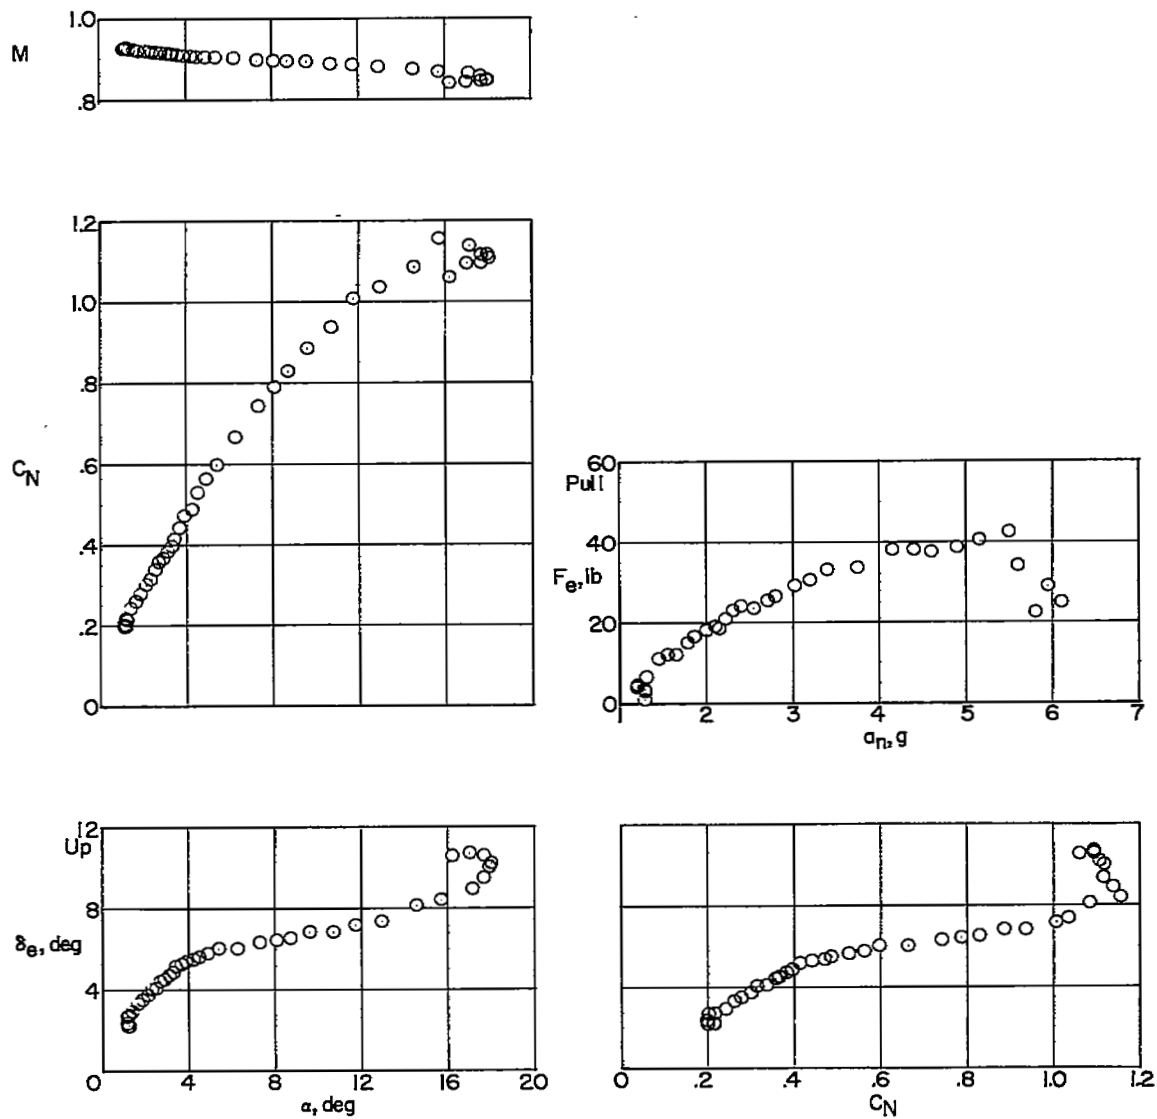 1.0
M
.8
1.2
1.0
.8
C_N
.6
.4
.2
0
60
Pull
40
F_e, lb
20
0
1 2 3 4 5 6 7
a_n, g
12
Up
8
δ_e, deg
4
0 4 8 12 16 20
α, deg
0 .2 .4 .6 .8 1.0 1.2
C_N